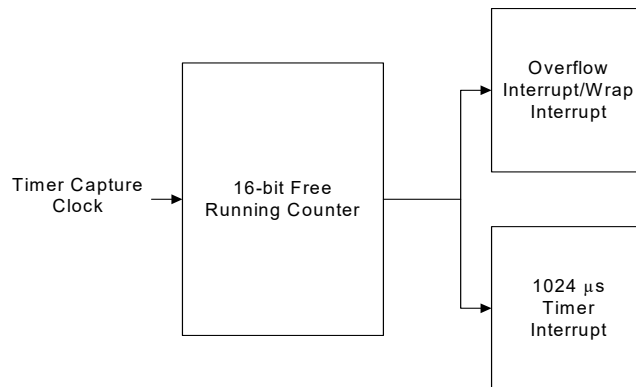 Overflow
Interrupt/Wrap
Interrupt
Timer Capture
Clock
16-bit Free
Running Counter
1024 μs
Timer
Interrupt